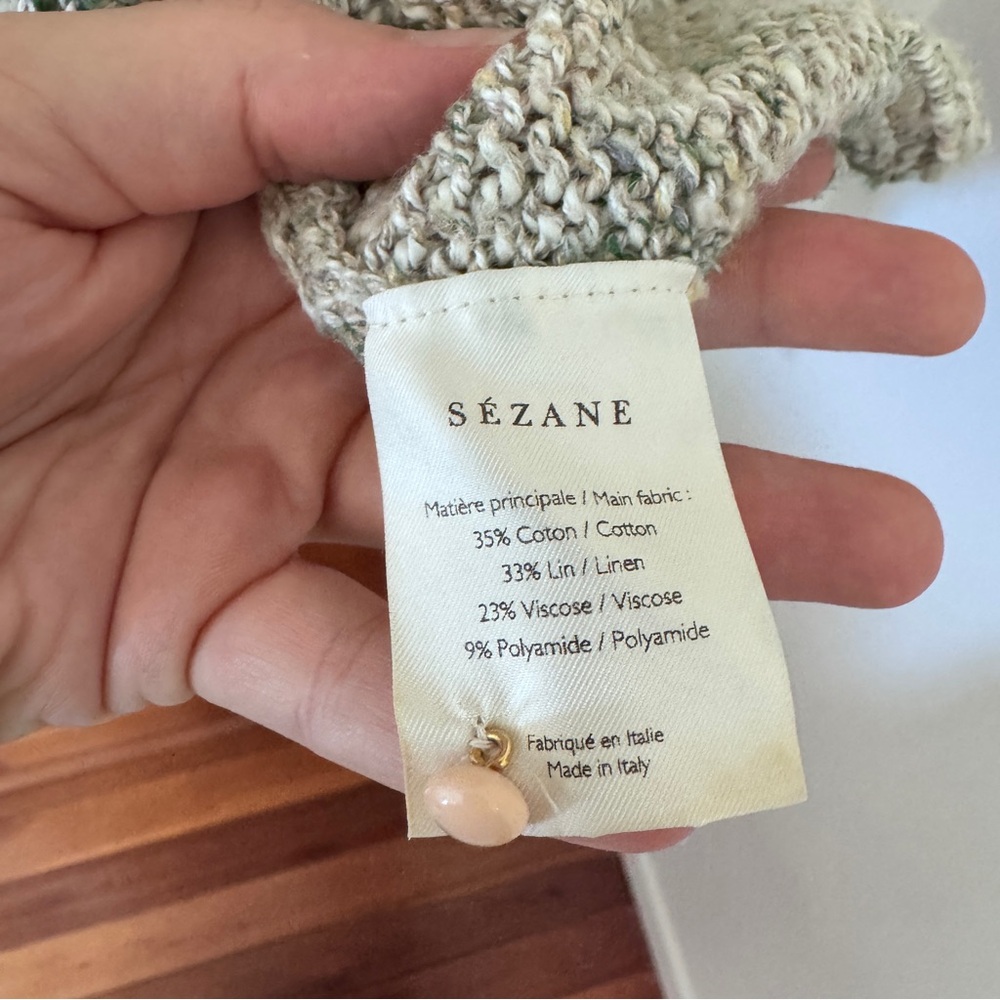 SÉZANE
Matière principale / Main fabric :
35% Coton / Cotton
33% Lin / Linen
23% Viscose / Viscose
9% Polyamide / Polyamide
Fabriqué en Italie
Made in Italy